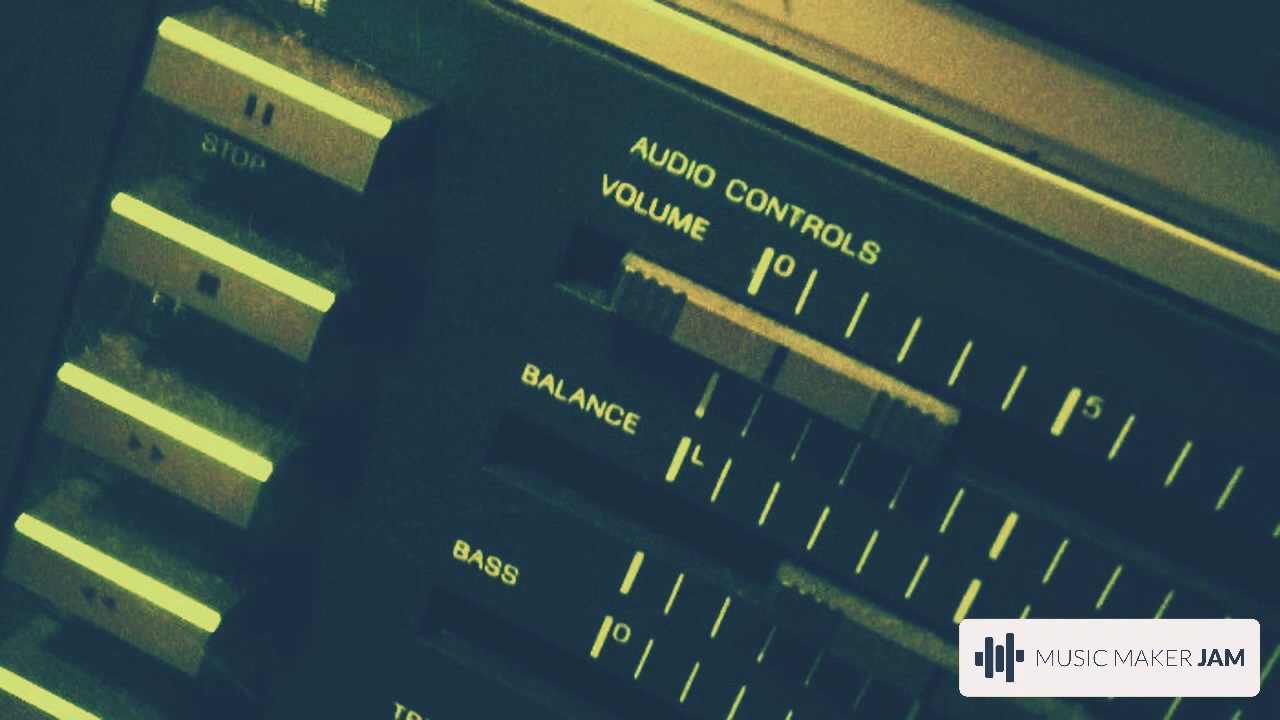 STOP
AUDIO CONTROLS
VOLUME
0
5
BALANCE
L
BASS
0
MUSIC MAKER JAM